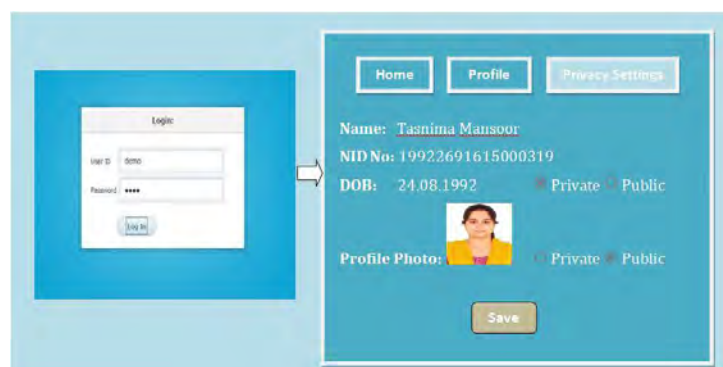 Login:
User ID demo
Password ••••
Log In
Home Profile Privacy Settings
Name: Tasnima Mansoor
NID No: 19922691615000319
DOB: 24.08.1992 Private Public
Profile Photo: Private Public
Save